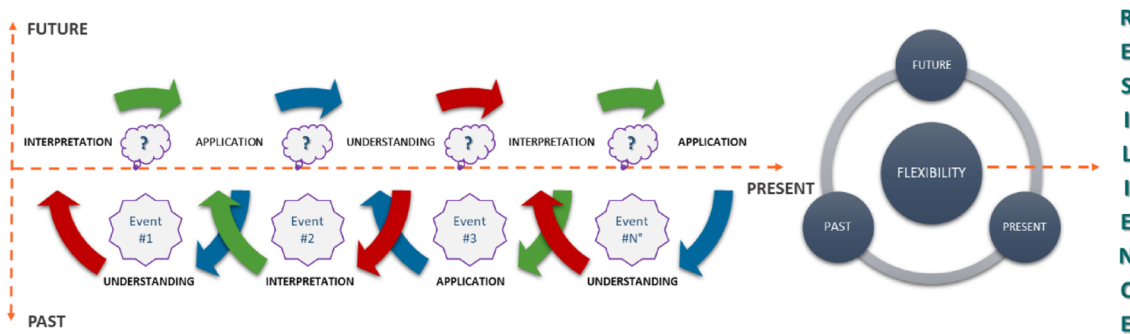 FUTURE
INTERPRETATION
?
APPLICATION
?
UNDERSTANDING
?
INTERPRETATION
?
APPLICATION
PRESENT
Event
#1
Event
#2
Event
#3
Event
#N°
UNDERSTANDING
INTERPRETATION
APPLICATION
UNDERSTANDING
PAST
FUTURE
FLEXIBILITY
PAST
PRESENT
R
E
S
I
L
I
E
N
C
E